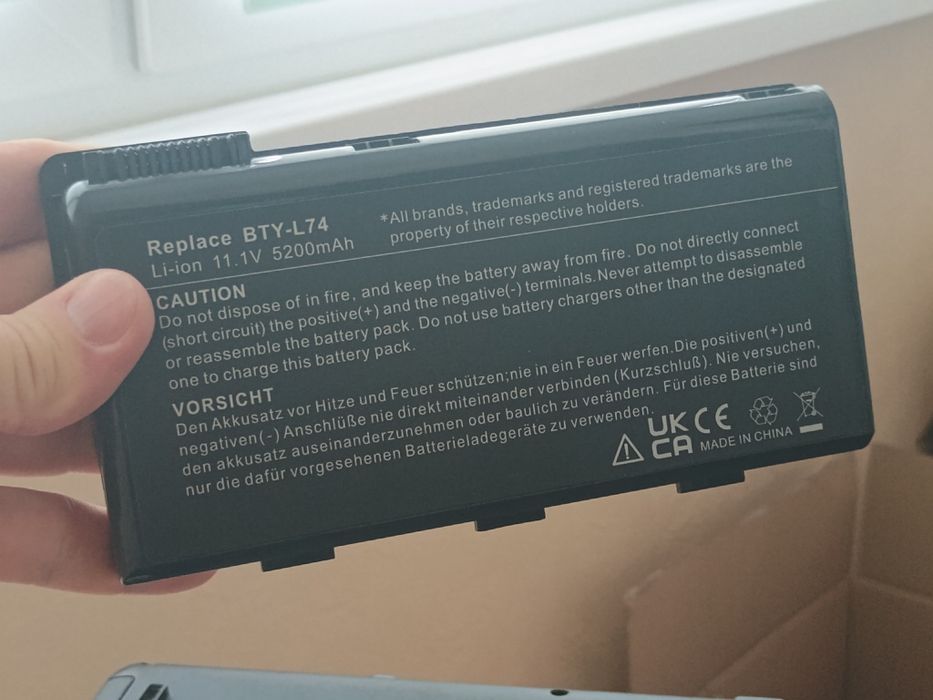 Replace BTY-L74
Li-ion 11.1V 5200mAh
*All brands, trademarks and registered trademarks are the
property of their respective holders.
CAUTION
Do not dispose of in fire, and keep the battery away from fire. Do not directly connect
(short circuit) the positive(+) and the negative(-) terminals.Never attempt to disassemble
or reassemble the battery pack. Do not use battery chargers other than the designated
one to charge this battery pack.
VORSICHT
Den Akkusatz vor Hitze und Feuer schützen;nie in ein Feuer werfen.Die positiven(+) und
negativen(-) Anschlüße nie direkt miteinander verbinden (Kurzschluß). Nie versuchen,
den akkusatz auseinanderzunehmen oder baulich zu verändern. Für diese Batterie sind
nur die dafür vorgesehenen Batterieladegeräte zu verwenden.
UK
CA
CE
MADE IN CHINA